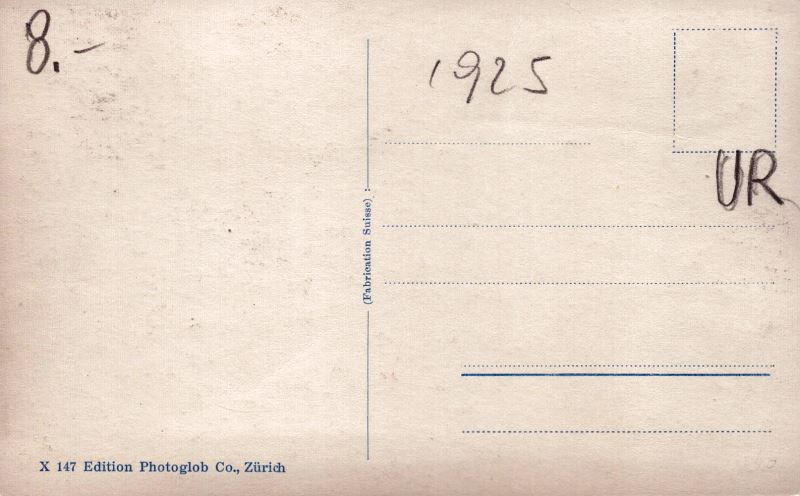 8.-
1925
UR
(Fabrication Suisse)
X 147 Edition Photoglob Co., Zürich